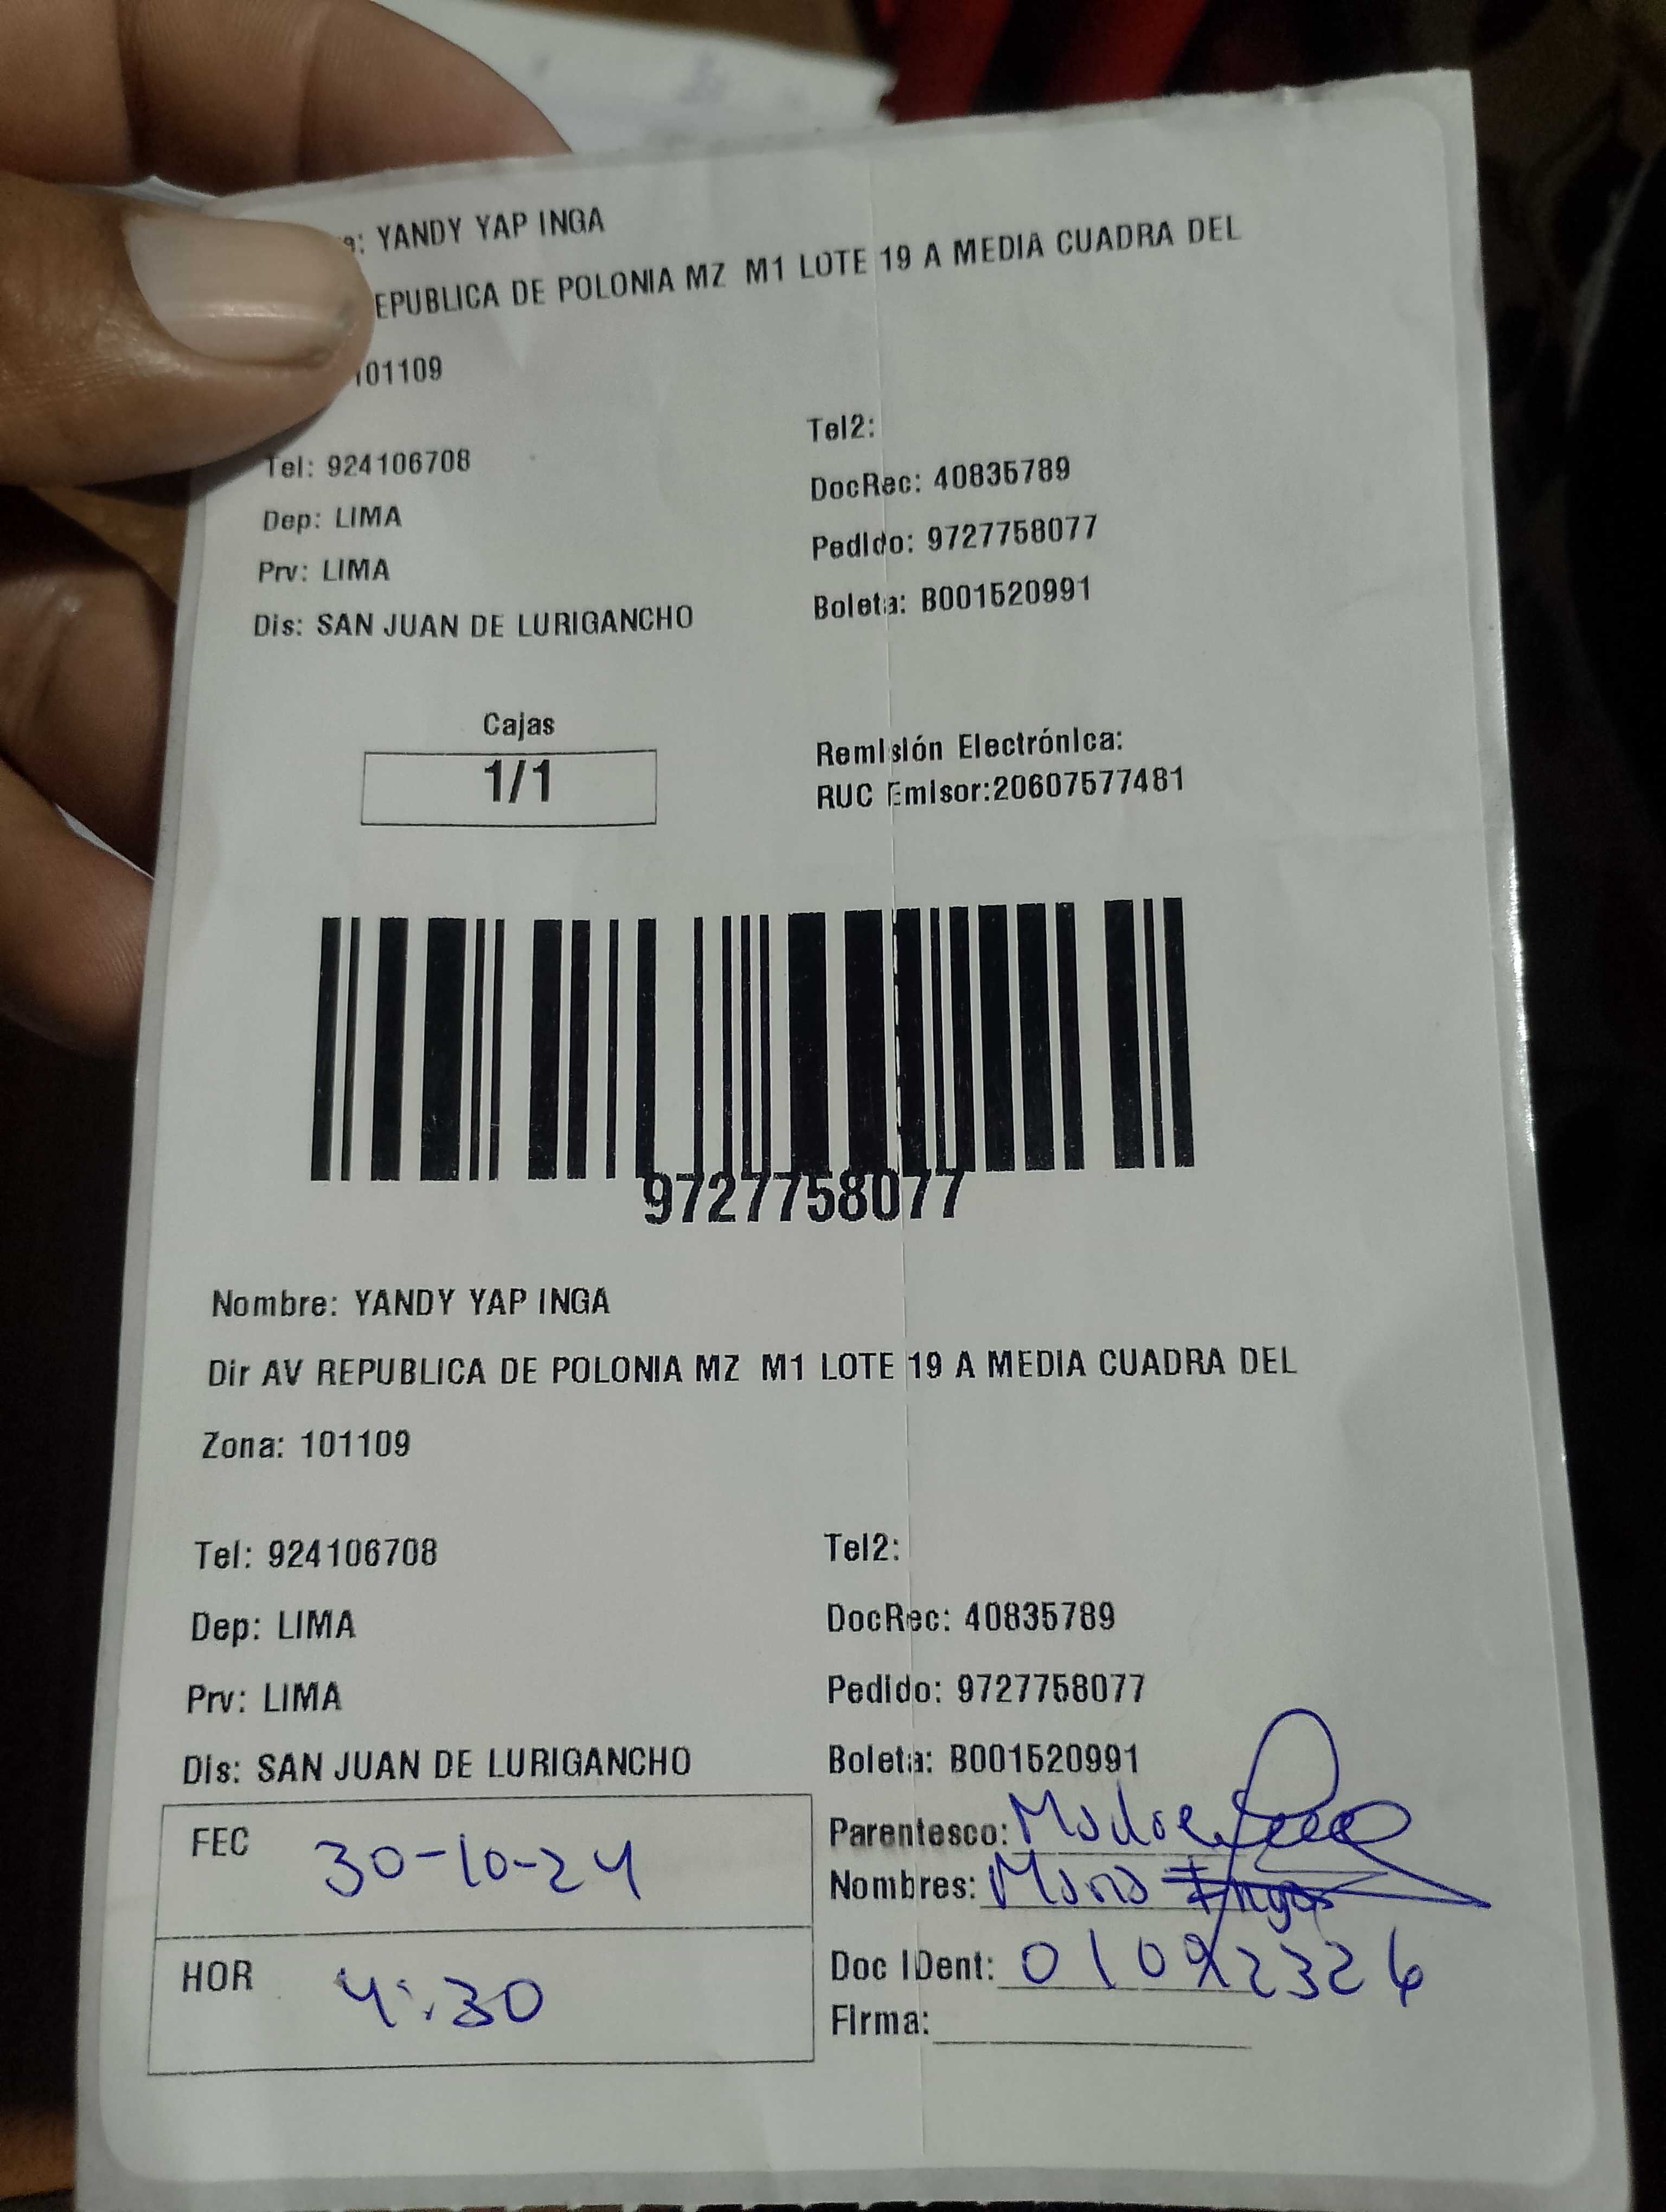 a: YANDY YAP INGA
EPUBLICA DE POLONIA MZ M1 LOTE 19 A MEDIA CUADRA DEL
101109
Tel: 924106708
Tel2:
Dep: LIMA
DocRec: 40835789
Prv: LIMA
Pedido: 9727758077
Dis: SAN JUAN DE LURIGANCHO
Boleta: B001520991
Cajas
1/1
Remisión Electrónica:
RUC Emisor:20607577481
9727758077
Nombre: YANDY YAP INGA
Dir AV REPUBLICA DE POLONIA MZ M1 LOTE 19 A MEDIA CUADRA DEL
Zona: 101109
Tel: 924106708
Tel2:
Dep: LIMA
DocRec: 40835789
Prv: LIMA
Pedido: 9727758077
Dis: SAN JUAN DE LURIGANCHO
Boleta: B001520991
FEC 30-10-24
Parentesco: Madre
Nombres: Inga
HOR 4:30
Doc IDent:
Firma: